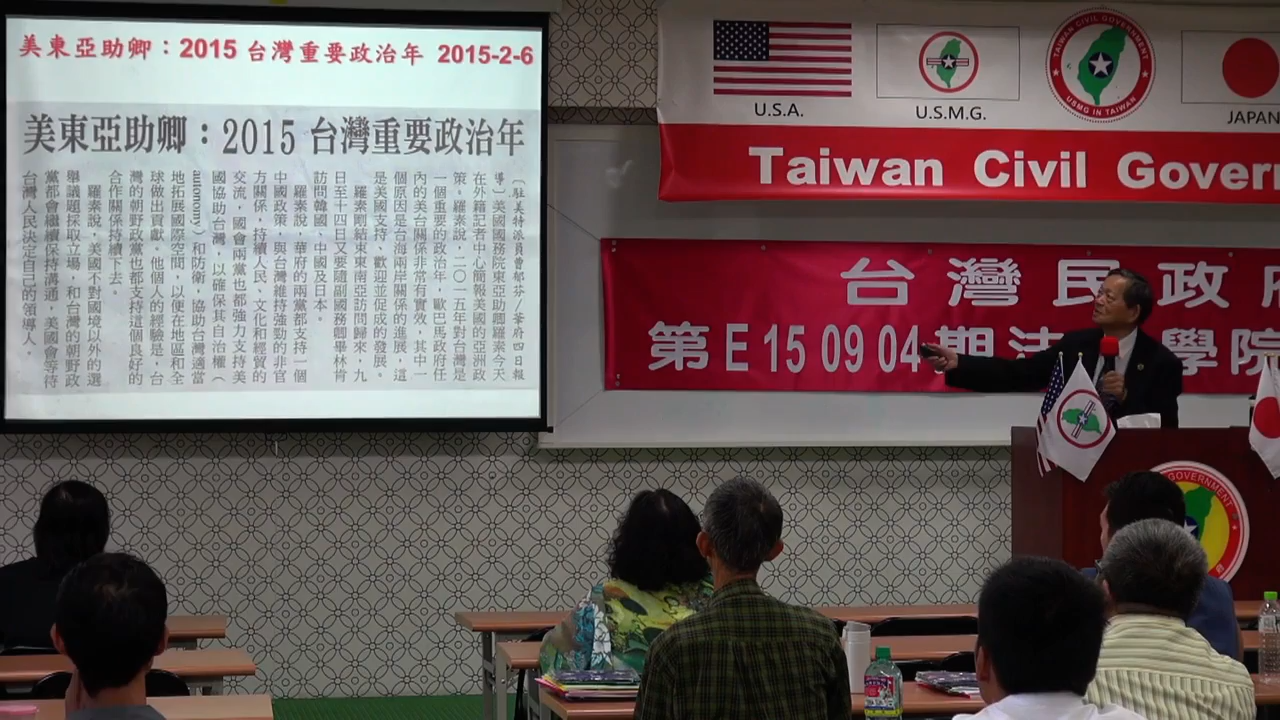 美東亞助卿：2015 台灣重要政治年 2015-2-6
美東亞助卿：2015 台灣重要政治年
〔駐美特派員曹郁芬／華府四日報
導〕美國國務院東亞助卿羅素今天
在外籍記者中心簡報美國的亞洲政
策。羅素說，二〇一五年對台灣是
一個重要的政治年，歐巴馬政府任
內的美台關係非常有實效，其中一
個原因是台海兩岸關係的進展，這
是美國支持、歡迎並促成的發展。
羅素剛結束東南亞訪問歸來，九
日至十四日又要隨副國務卿畢林肯
訪問韓國、中國及日本。
羅素說，華府的兩黨都支持一個
中國政策，與台灣維持強勁的非官
方關係，持續人民、文化和經貿的
交流，國會兩黨也都強力支持美
國協助台灣，以確保其自治權（
autonomy）和防衛，協助台灣適當
地拓展國際空間，以便在地區和全
球做出貢獻。他個人的經驗是，台
灣的朝野政黨也都支持這個良好的
合作關係持續下去。
羅素說，美國不對國境以外的選
舉議題採取立場，和台灣的朝野政
黨都會繼續保持溝通，美國會等待
台灣人民決定自己的領導人。
U.S.A.
U.S.M.G.
TAIWAN CIVIL GOVERNMENT
USMG IN TAIWAN
JAPAN
Taiwan Civil Gover
台灣民政府
第E150904期法 學院
GOVERNMENT